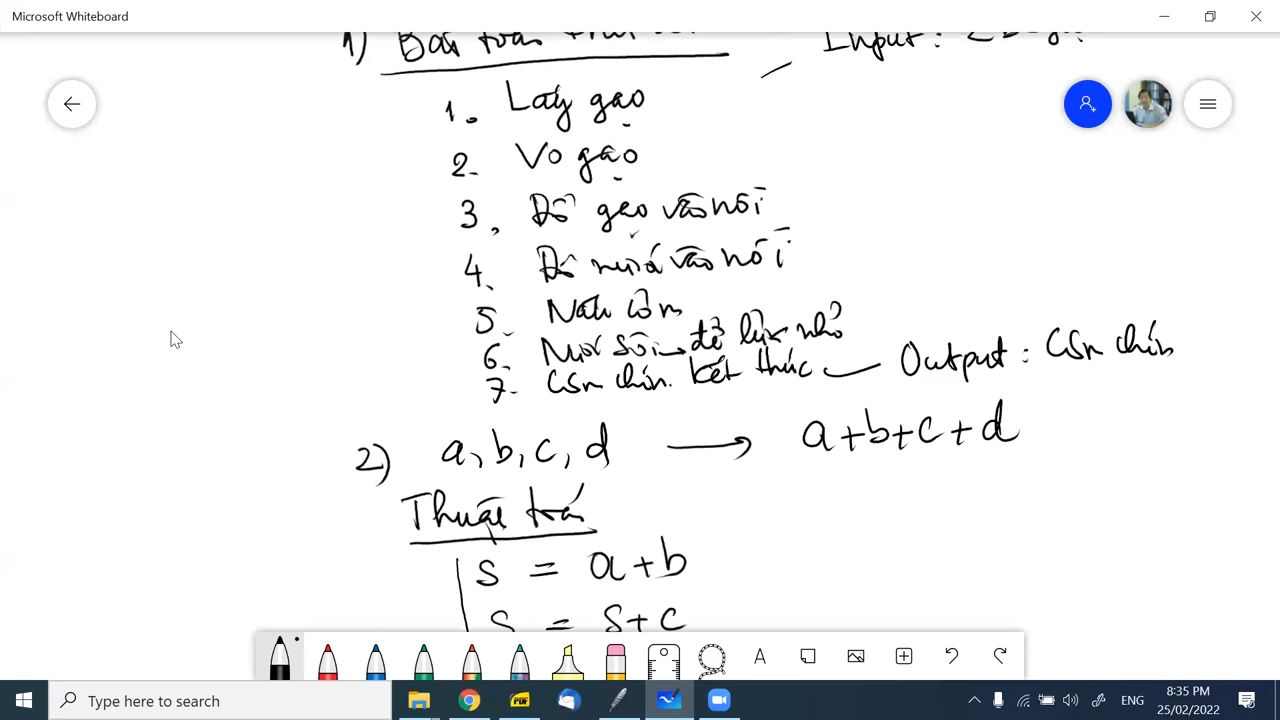 Microsoft Whiteboard
1) Bài toán
Input:
1. Lấy gạo
2. Vo gạo
3, Đổ gạo vào nồi
4. Đổ nước vào nồi
5. Nấu cơm
6. Nước sôi → để lửa nhỏ
7. Cơm chín. kết thúc — Output: Cơm chín
2) a, b, c, d → a+b+c+d
Thuật toán
S = a+b
S = S+c
Type here to search
ENG
8:35 PM
25/02/2022